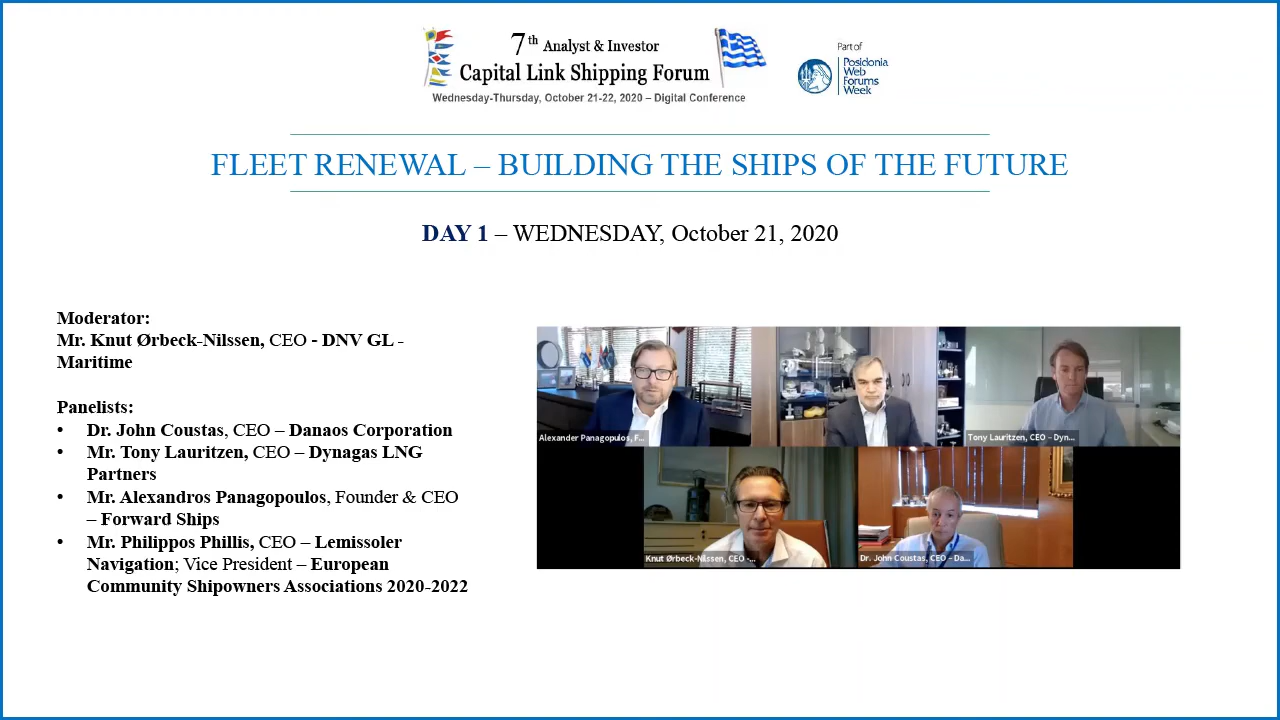 7th Analyst & Investor
Capital Link Shipping Forum
Wednesday-Thursday, October 21-22, 2020 – Digital Conference
Part of
Posidonia
Web
Forums
Week
FLEET RENEWAL – BUILDING THE SHIPS OF THE FUTURE
DAY 1 – WEDNESDAY, October 21, 2020
Moderator:
Mr. Knut Ørbeck-Nilssen, CEO - DNV GL -
Maritime
Panelists:
• Dr. John Coustas, CEO – Danaos Corporation
• Mr. Tony Lauritzen, CEO – Dynagas LNG
Partners
• Mr. Alexandros Panagopoulos, Founder & CEO
– Forward Ships
• Mr. Philippos Phillis, CEO – Lemissoler
Navigation; Vice President – European
Community Shipowners Associations 2020-2022
Alexander Panagopoulos, F...
Tony Lauritzen, CEO – Dyn...
Knut Ørbeck-Nilssen, CEO -...
Dr. John Coustas, CEO – Da...